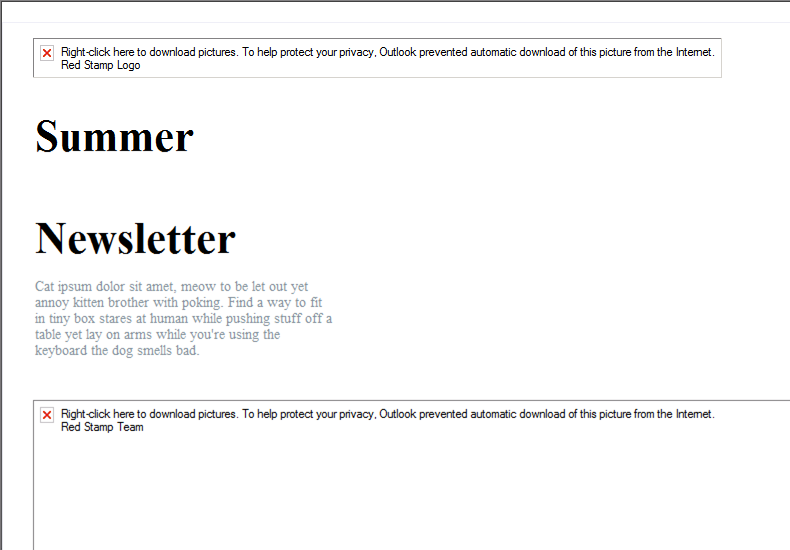 Right-click here to download pictures. To help protect your privacy, Outlook prevented automatic download of this picture from the Internet.
Red Stamp Logo
Summer
Newsletter
Cat ipsum dolor sit amet, meow to be let out yet
annoy kitten brother with poking. Find a way to fit
in tiny box stares at human while pushing stuff off a
table yet lay on arms while you're using the
keyboard the dog smells bad.
Right-click here to download pictures. To help protect your privacy, Outlook prevented automatic download of this picture from the Internet.
Red Stamp Team